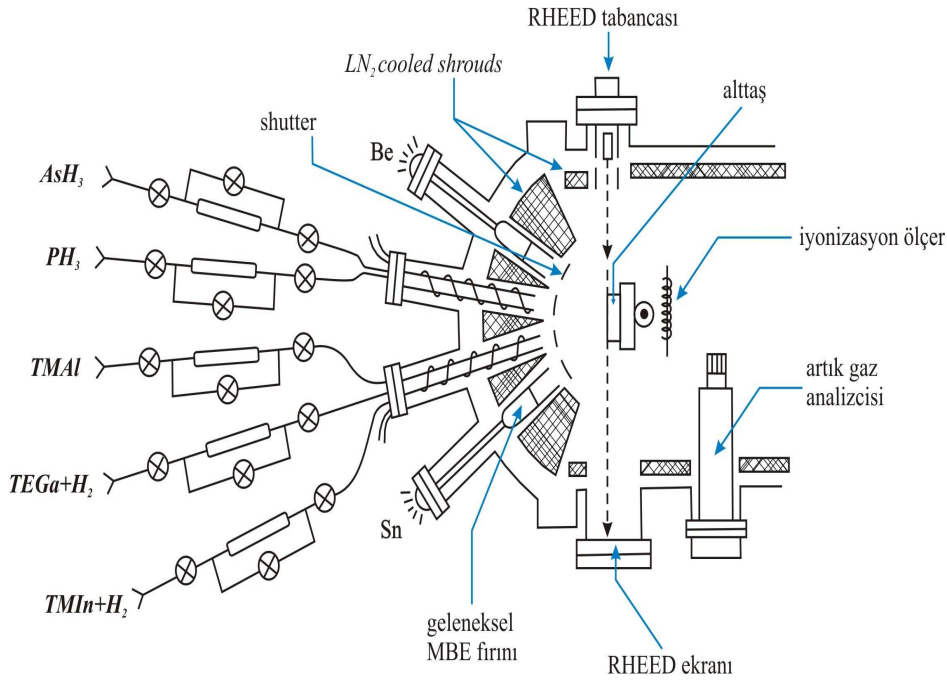 RHEED tabancası
LN₂ cooled shrouds
alttaş
shutter
Be
AsH₃
iyonizasyon ölçer
PH₃
TMAl
artık gaz
analizcisi
TEGa+H₂
Sn
TMIn+H₂
geleneksel
MBE fırını
RHEED ekranı